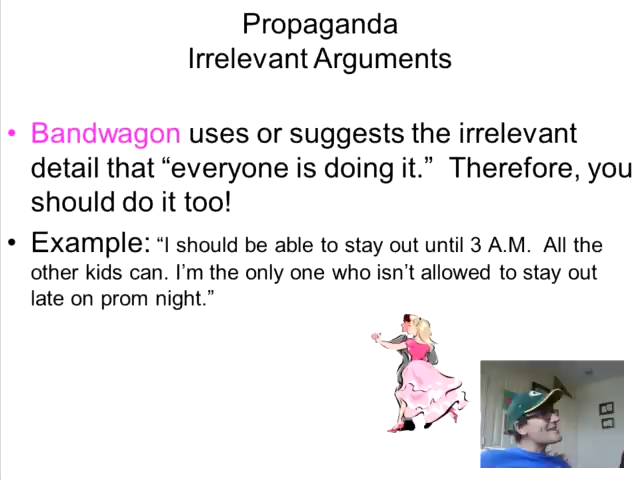 Propaganda
Irrelevant Arguments
• Bandwagon uses or suggests the irrelevant
detail that “everyone is doing it.”  Therefore, you
should do it too!
• Example: “I should be able to stay out until 3 A.M.  All the
other kids can. I’m the only one who isn’t allowed to stay out
late on prom night.”